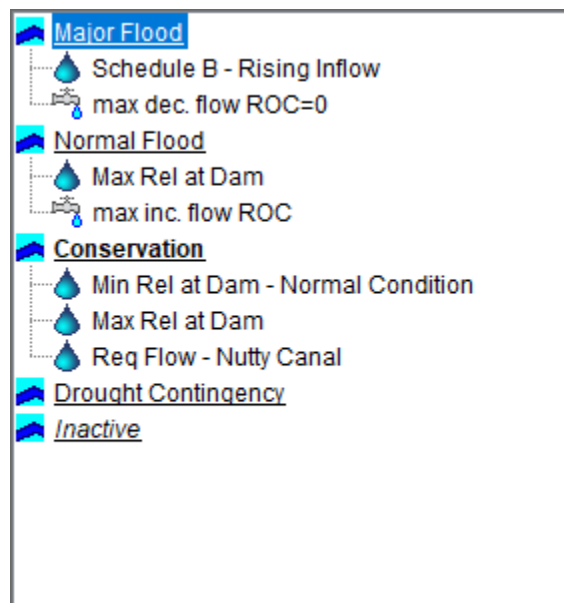 Major Flood
Schedule B - Rising Inflow
max dec. flow ROC=0
Normal Flood
Max Rel at Dam
max inc. flow ROC
Conservation
Min Rel at Dam - Normal Condition
Max Rel at Dam
Req Flow - Nutty Canal
Drought Contingency
Inactive